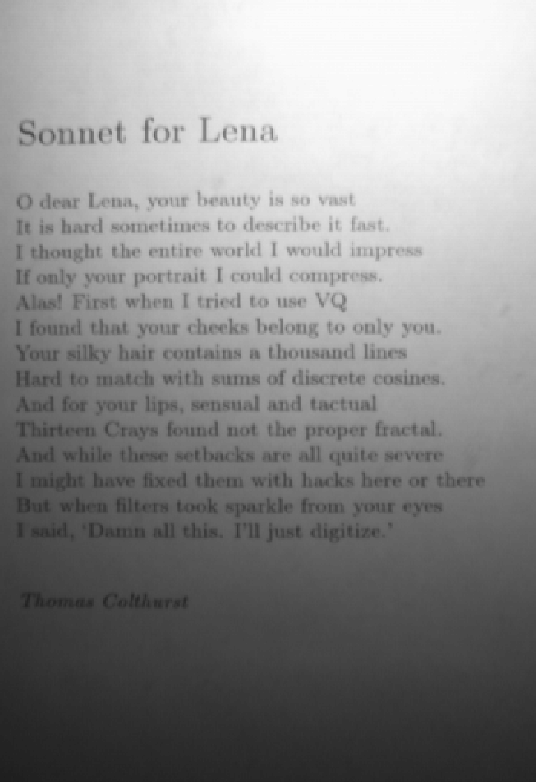 Sonnet for Lena
O dear Lena, your beauty is so vast
It is hard sometimes to describe it fast.
I thought the entire world I would impress
If only your portrait I could compress.
Alas! First when I tried to use VQ
I found that your cheeks belong to only you.
Your silky hair contains a thousand lines
Hard to match with sums of discrete cosines.
And for your lips, sensual and tactual
Thirteen Crays found not the proper fractal.
And while these setbacks are all quite severe
I might have fixed them with hacks here or there
But when filters took sparkle from your eyes
I said, ‘Damn all this. I'll just digitize.’
Thomas Colthurst